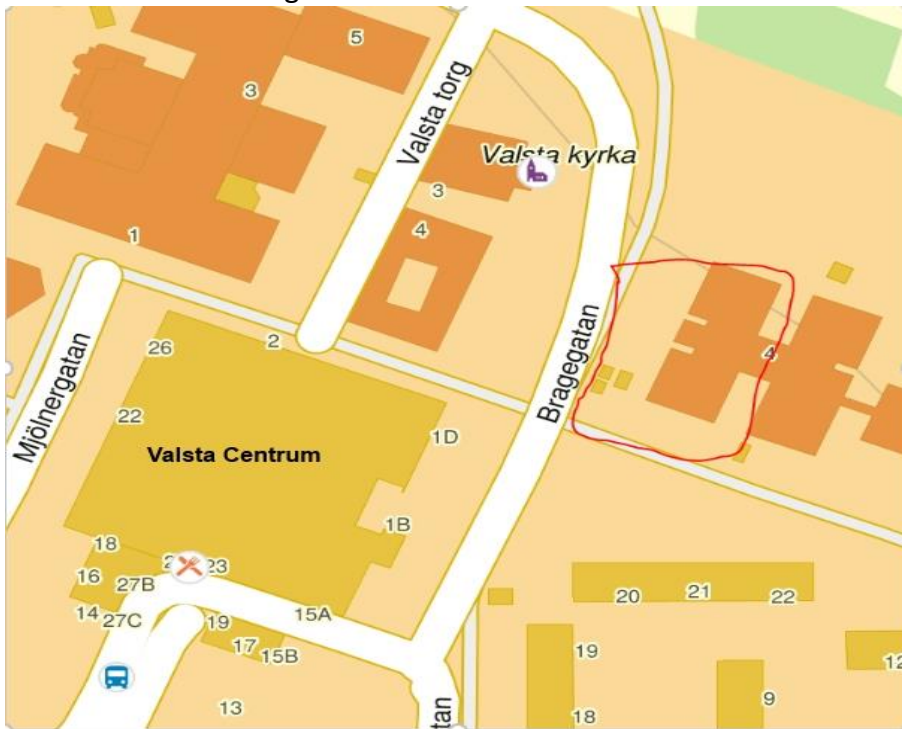 5
3
Valsta torg
Valsta kyrka
3
4
1
2
26
Mjölnergatan
22
Valsta Centrum
1D
1B
Bragegatan
4
18
23
16
27B
14
27C
19
15A
17
15B
13
20
21
22
19
18
9
12
tan